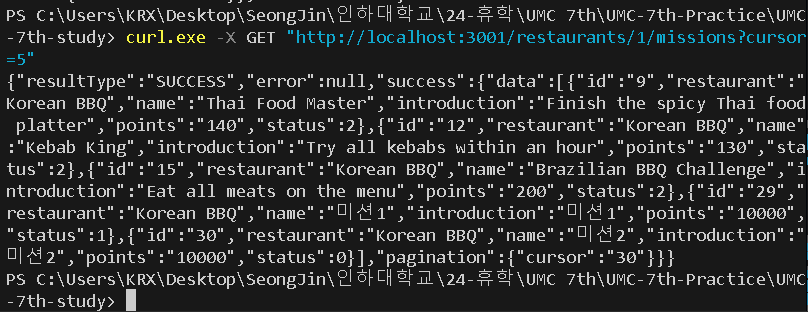 PS C:\Users\KRX\Desktop\SeongJin\인하대학교\24-휴학\UMC 7th\UMC-7th-Practice\UMC
-7th-study> curl.exe -X GET "http://localhost:3001/restaurants/1/missions?cursor
=5"
{"resultType":"SUCCESS","error":null,"success":{"data":[{"id":"9","restaurant":"
Korean BBQ","name":"Thai Food Master","introduction":"Finish the spicy Thai food
 platter","points":"140","status":2},{"id":"12","restaurant":"Korean BBQ","name"
:"Kebab King","introduction":"Try all kebabs within an hour","points":"130","sta
tus":2},{"id":"15","restaurant":"Korean BBQ","name":"Brazilian BBQ Challenge","i
ntroduction":"Eat all meats on the menu","points":"200","status":2},{"id":"29","
restaurant":"Korean BBQ","name":"미션1","introduction":"미션1","points":"10000",
"status":1},{"id":"30","restaurant":"Korean BBQ","name":"미션2","introduction":"
미션2","points":"10000","status":0}],"pagination":{"cursor":"30"}}}
PS C:\Users\KRX\Desktop\SeongJin\인하대학교\24-휴학\UMC 7th\UMC-7th-Practice\UMC
-7th-study>